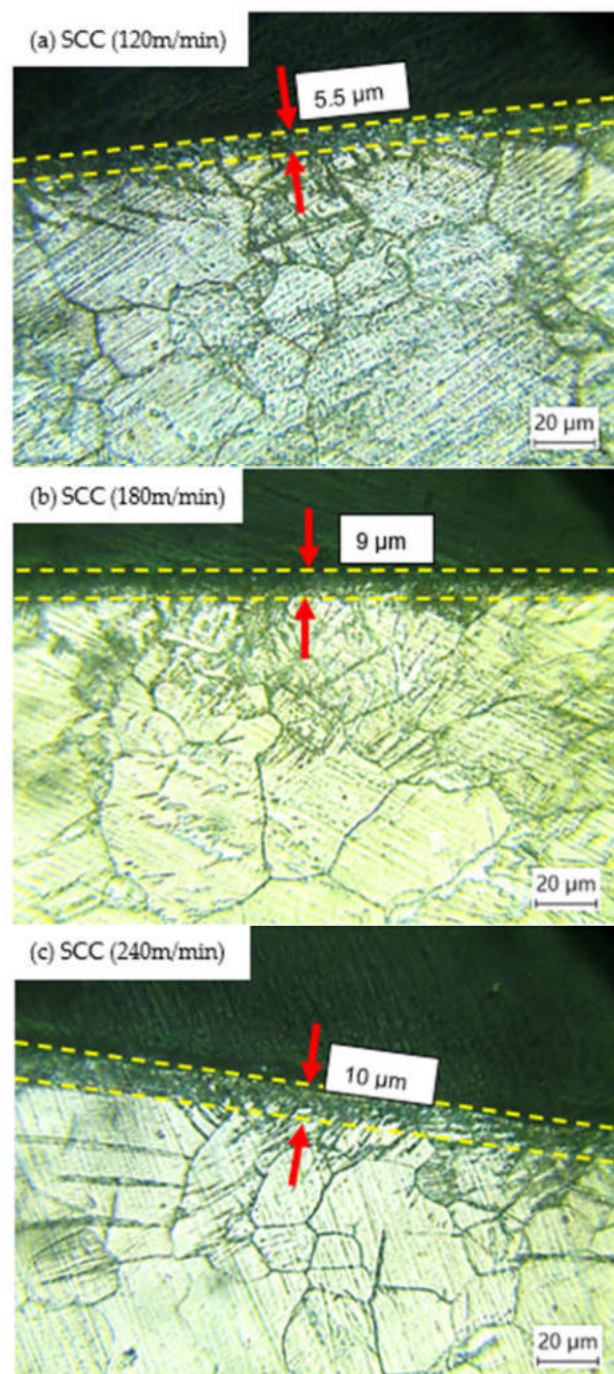 (a) SCC (120m/min)
5.5 µm
20 µm
(b) SCC (180m/min)
9 µm
20 µm
(c) SCC (240m/min)
10 µm
20 µm